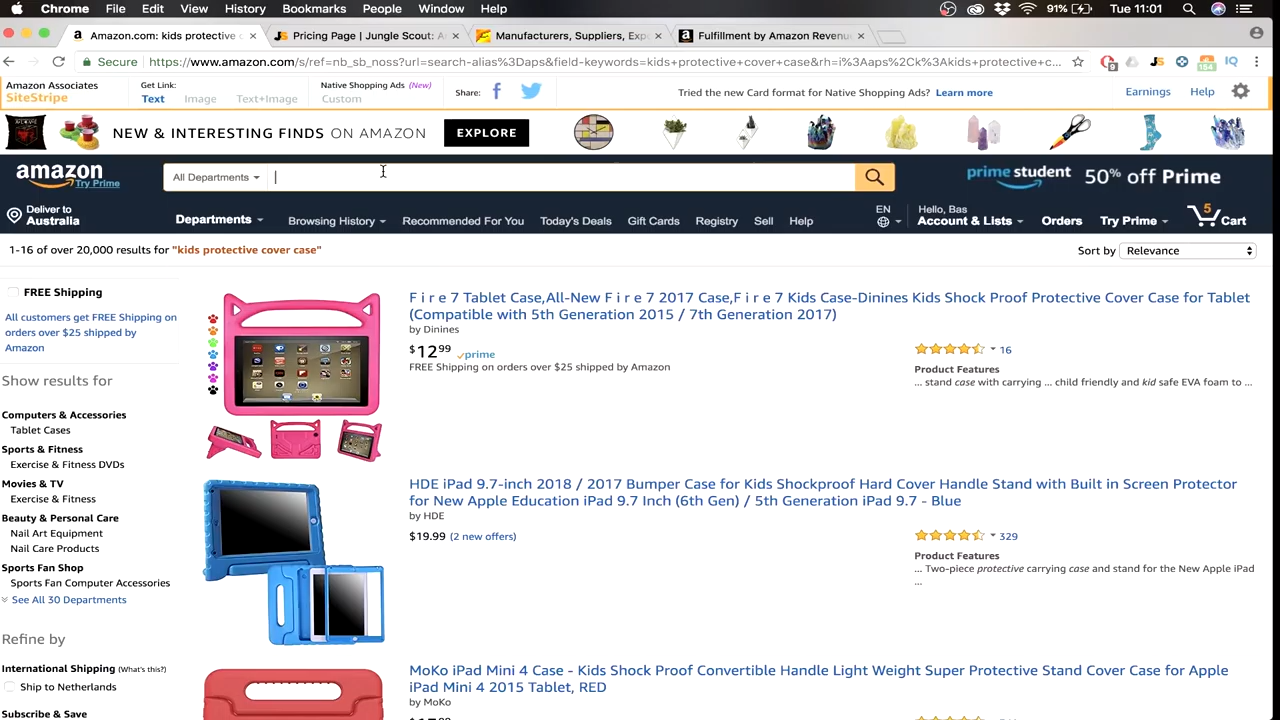 Chrome File Edit View History Bookmarks People Window Help 91% Tue 11:01
Amazon.com: kids protective c
Pricing Page | Jungle Scout: A
Manufacturers, Suppliers, Exp
Fulfillment by Amazon Revenu
Secure https://www.amazon.com/s/ref=nb_sb_noss?url=search-alias%3Daps&field-keywords=kids+protective+cover+case&rh=i%3Aaps%2Ck%3Akids+protective+c...
Amazon Associates
SiteStripe
Get Link:
Text Image Text+Image
Native Shopping Ads (New)
Custom
Share:
Tried the new Card format for Native Shopping Ads? Learn more
Earnings Help
NEW & INTERESTING FINDS ON AMAZON EXPLORE
amazon
Try Prime
All Departments
prime student 50% off Prime
Deliver to
Australia
Departments Browsing History Recommended For You Today's Deals Gift Cards Registry Sell Help
EN
Hello, Bas
Account & Lists Orders Try Prime 5 Cart
1-16 of over 20,000 results for "kids protective cover case"
Sort by Relevance
FREE Shipping
All customers get FREE Shipping on
orders over $25 shipped by
Amazon
Show results for
Computers & Accessories
Tablet Cases
Sports & Fitness
Exercise & Fitness DVDs
Movies & TV
Exercise & Fitness
Beauty & Personal Care
Nail Art Equipment
Nail Care Products
Sports Fan Shop
Sports Fan Computer Accessories
See All 30 Departments
Refine by
International Shipping (What's this?)
Ship to Netherlands
Subscribe & Save
F i r e 7 Tablet Case,All-New F i r e 7 2017 Case,F i r e 7 Kids Case-Dinines Kids Shock Proof Protective Cover Case for Tablet
(Compatible with 5th Generation 2015 / 7th Generation 2017)
by Dinines
$12.99 prime
FREE Shipping on orders over $25 shipped by Amazon
16
Product Features
... stand case with carrying ... child friendly and kid safe EVA foam to ...
HDE iPad 9.7-inch 2018 / 2017 Bumper Case for Kids Shockproof Hard Cover Handle Stand with Built in Screen Protector
for New Apple Education iPad 9.7 Inch (6th Gen) / 5th Generation iPad 9.7 - Blue
by HDE
$19.99 (2 new offers)
329
Product Features
... Two-piece protective carrying case and stand for the New Apple iPad
...
MoKo iPad Mini 4 Case - Kids Shock Proof Convertible Handle Light Weight Super Protective Stand Cover Case for Apple
iPad Mini 4 2015 Tablet, RED
by MoKo